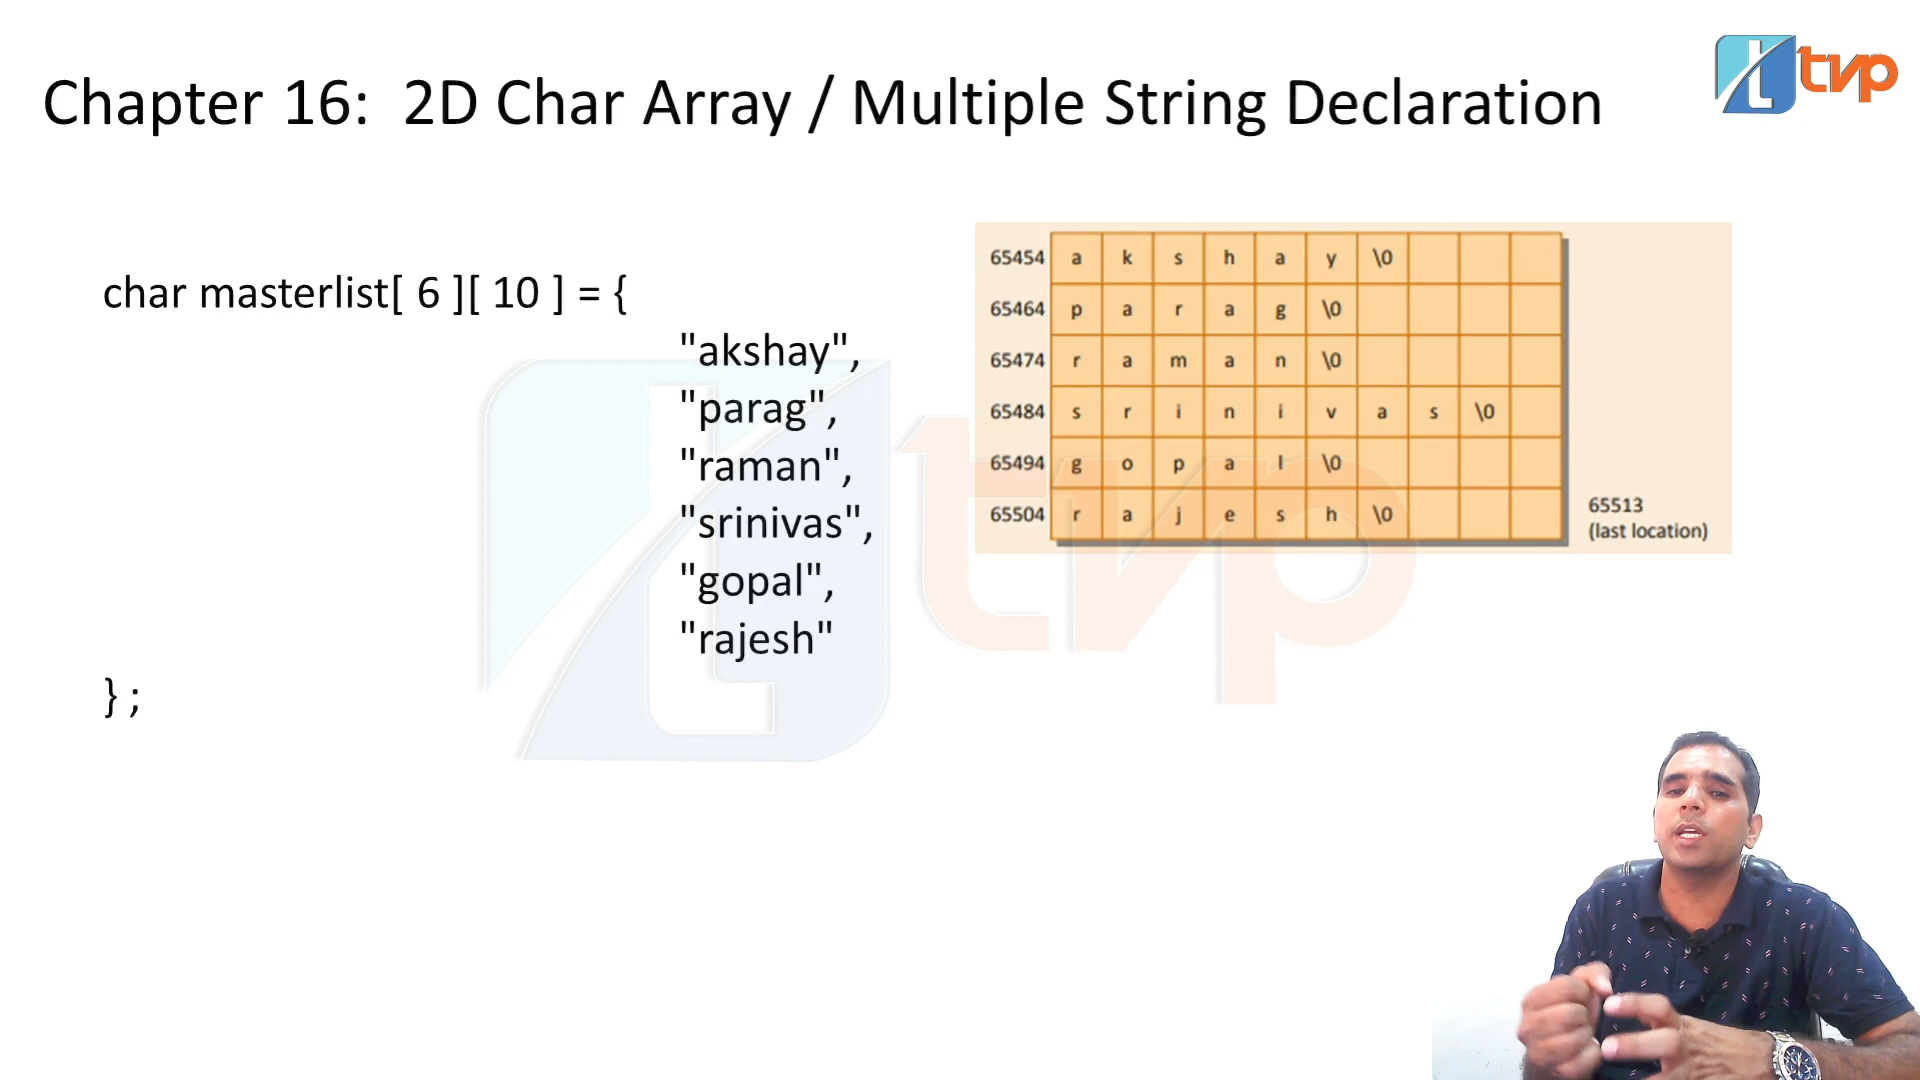 Chapter 16: 2D Char Array / Multiple String Declaration
tvp
char masterlist[ 6 ][ 10 ] = {
"akshay",
"parag",
"raman",
"srinivas",
"gopal",
"rajesh"
} ;
65454 a k s h a y \0
65464 p a r a g \0
65474 r a m a n \0
65484 s r i n i v a s \0
65494 g o p a l \0
65504 r a j e s h \0
65513
(last location)
tvp